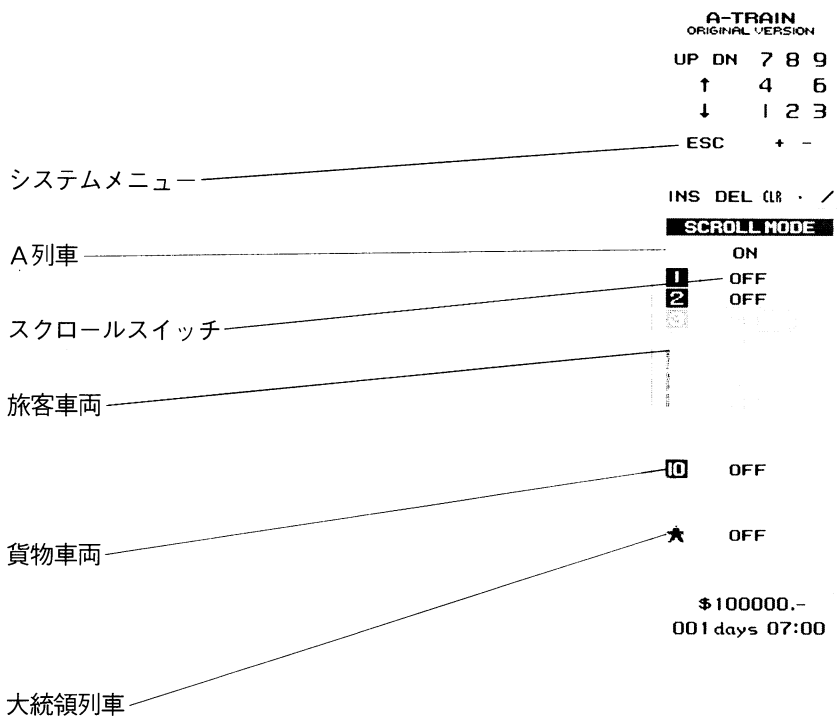 A-TRAIN
ORIGINAL VERSION
UP DN 7 8 9
↑ 4 6
↓ 1 2 3
ESC + -
システムメニュー
INS DEL CLR · /
SCROLL MODE
A列車
ON
1 OFF
スクロールスイッチ
2 OFF
旅客車両
10 OFF
貨物車両
★ OFF
$100000.-
001days 07:00
大統領列車